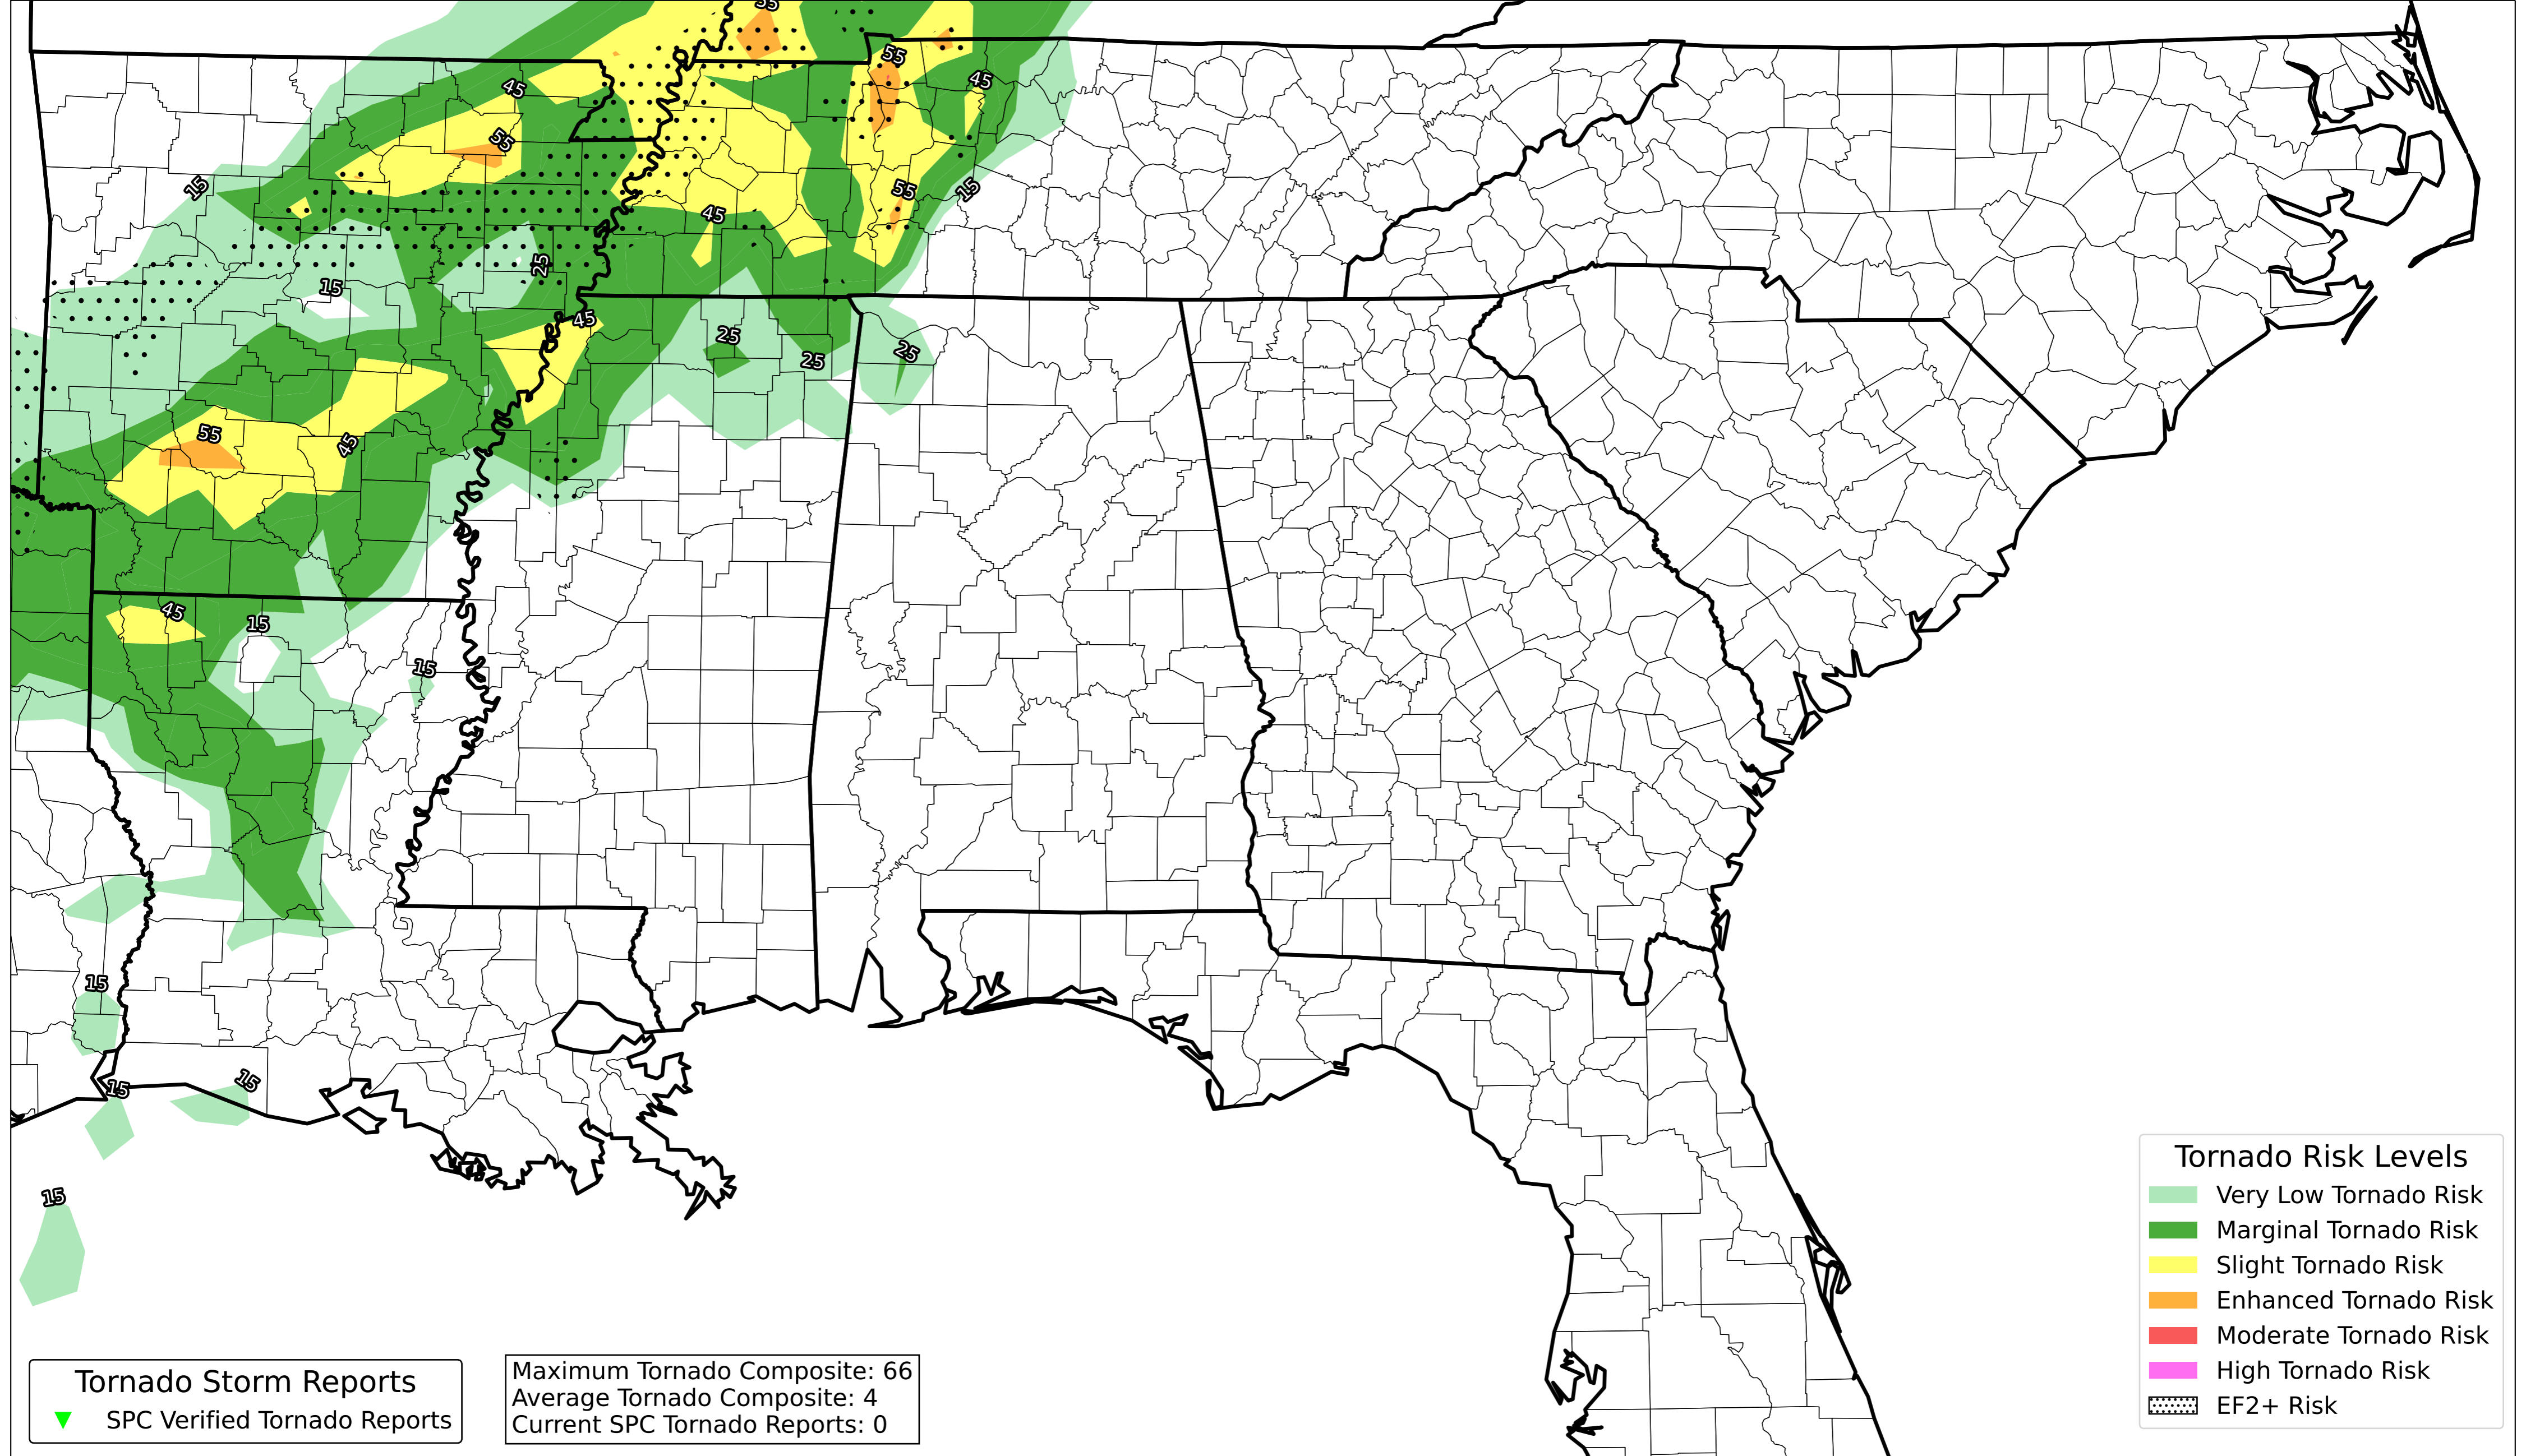 55
55
45
45
55
15
55
15
45
25
15
45
25
25
25
55
45
45
15
15
15
15
15
15
Tornado Risk Levels
Very Low Tornado Risk
Marginal Tornado Risk
Slight Tornado Risk
Enhanced Tornado Risk
Moderate Tornado Risk
High Tornado Risk
EF2+ Risk
Tornado Storm Reports
SPC Verified Tornado Reports
Maximum Tornado Composite: 66
Average Tornado Composite: 4
Current SPC Tornado Reports: 0